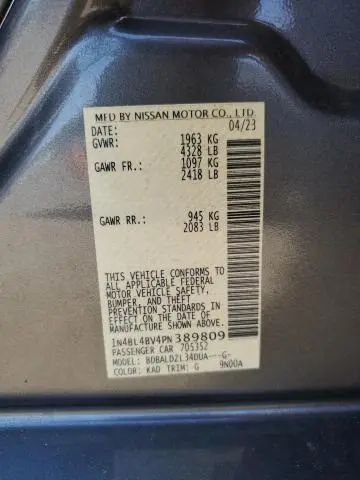 MFD BY NISSAN MOTOR CO., LTD
DATE: 04/23
GVWR: 1963 KG
4328 LB
GAWR FR.: 1097 KG
2418 LB
GAWR RR.: 945 KG
2083 LB
THIS VEHICLE CONFORMS TO
ALL APPLICABLE FEDERAL
MOTOR VEHICLE SAFETY,
BUMPER, AND THEFT
PREVENTION STANDARDS IN
EFFECT ON THE DATE OF
MANUFACTURE SHOWN ABOVE.
1N4BL4BV4PN389809
PASSENGER CAR 705352
MODEL: BDBALDZL34DUA---G-
COLOR: KAD TRIM: G 9N00A